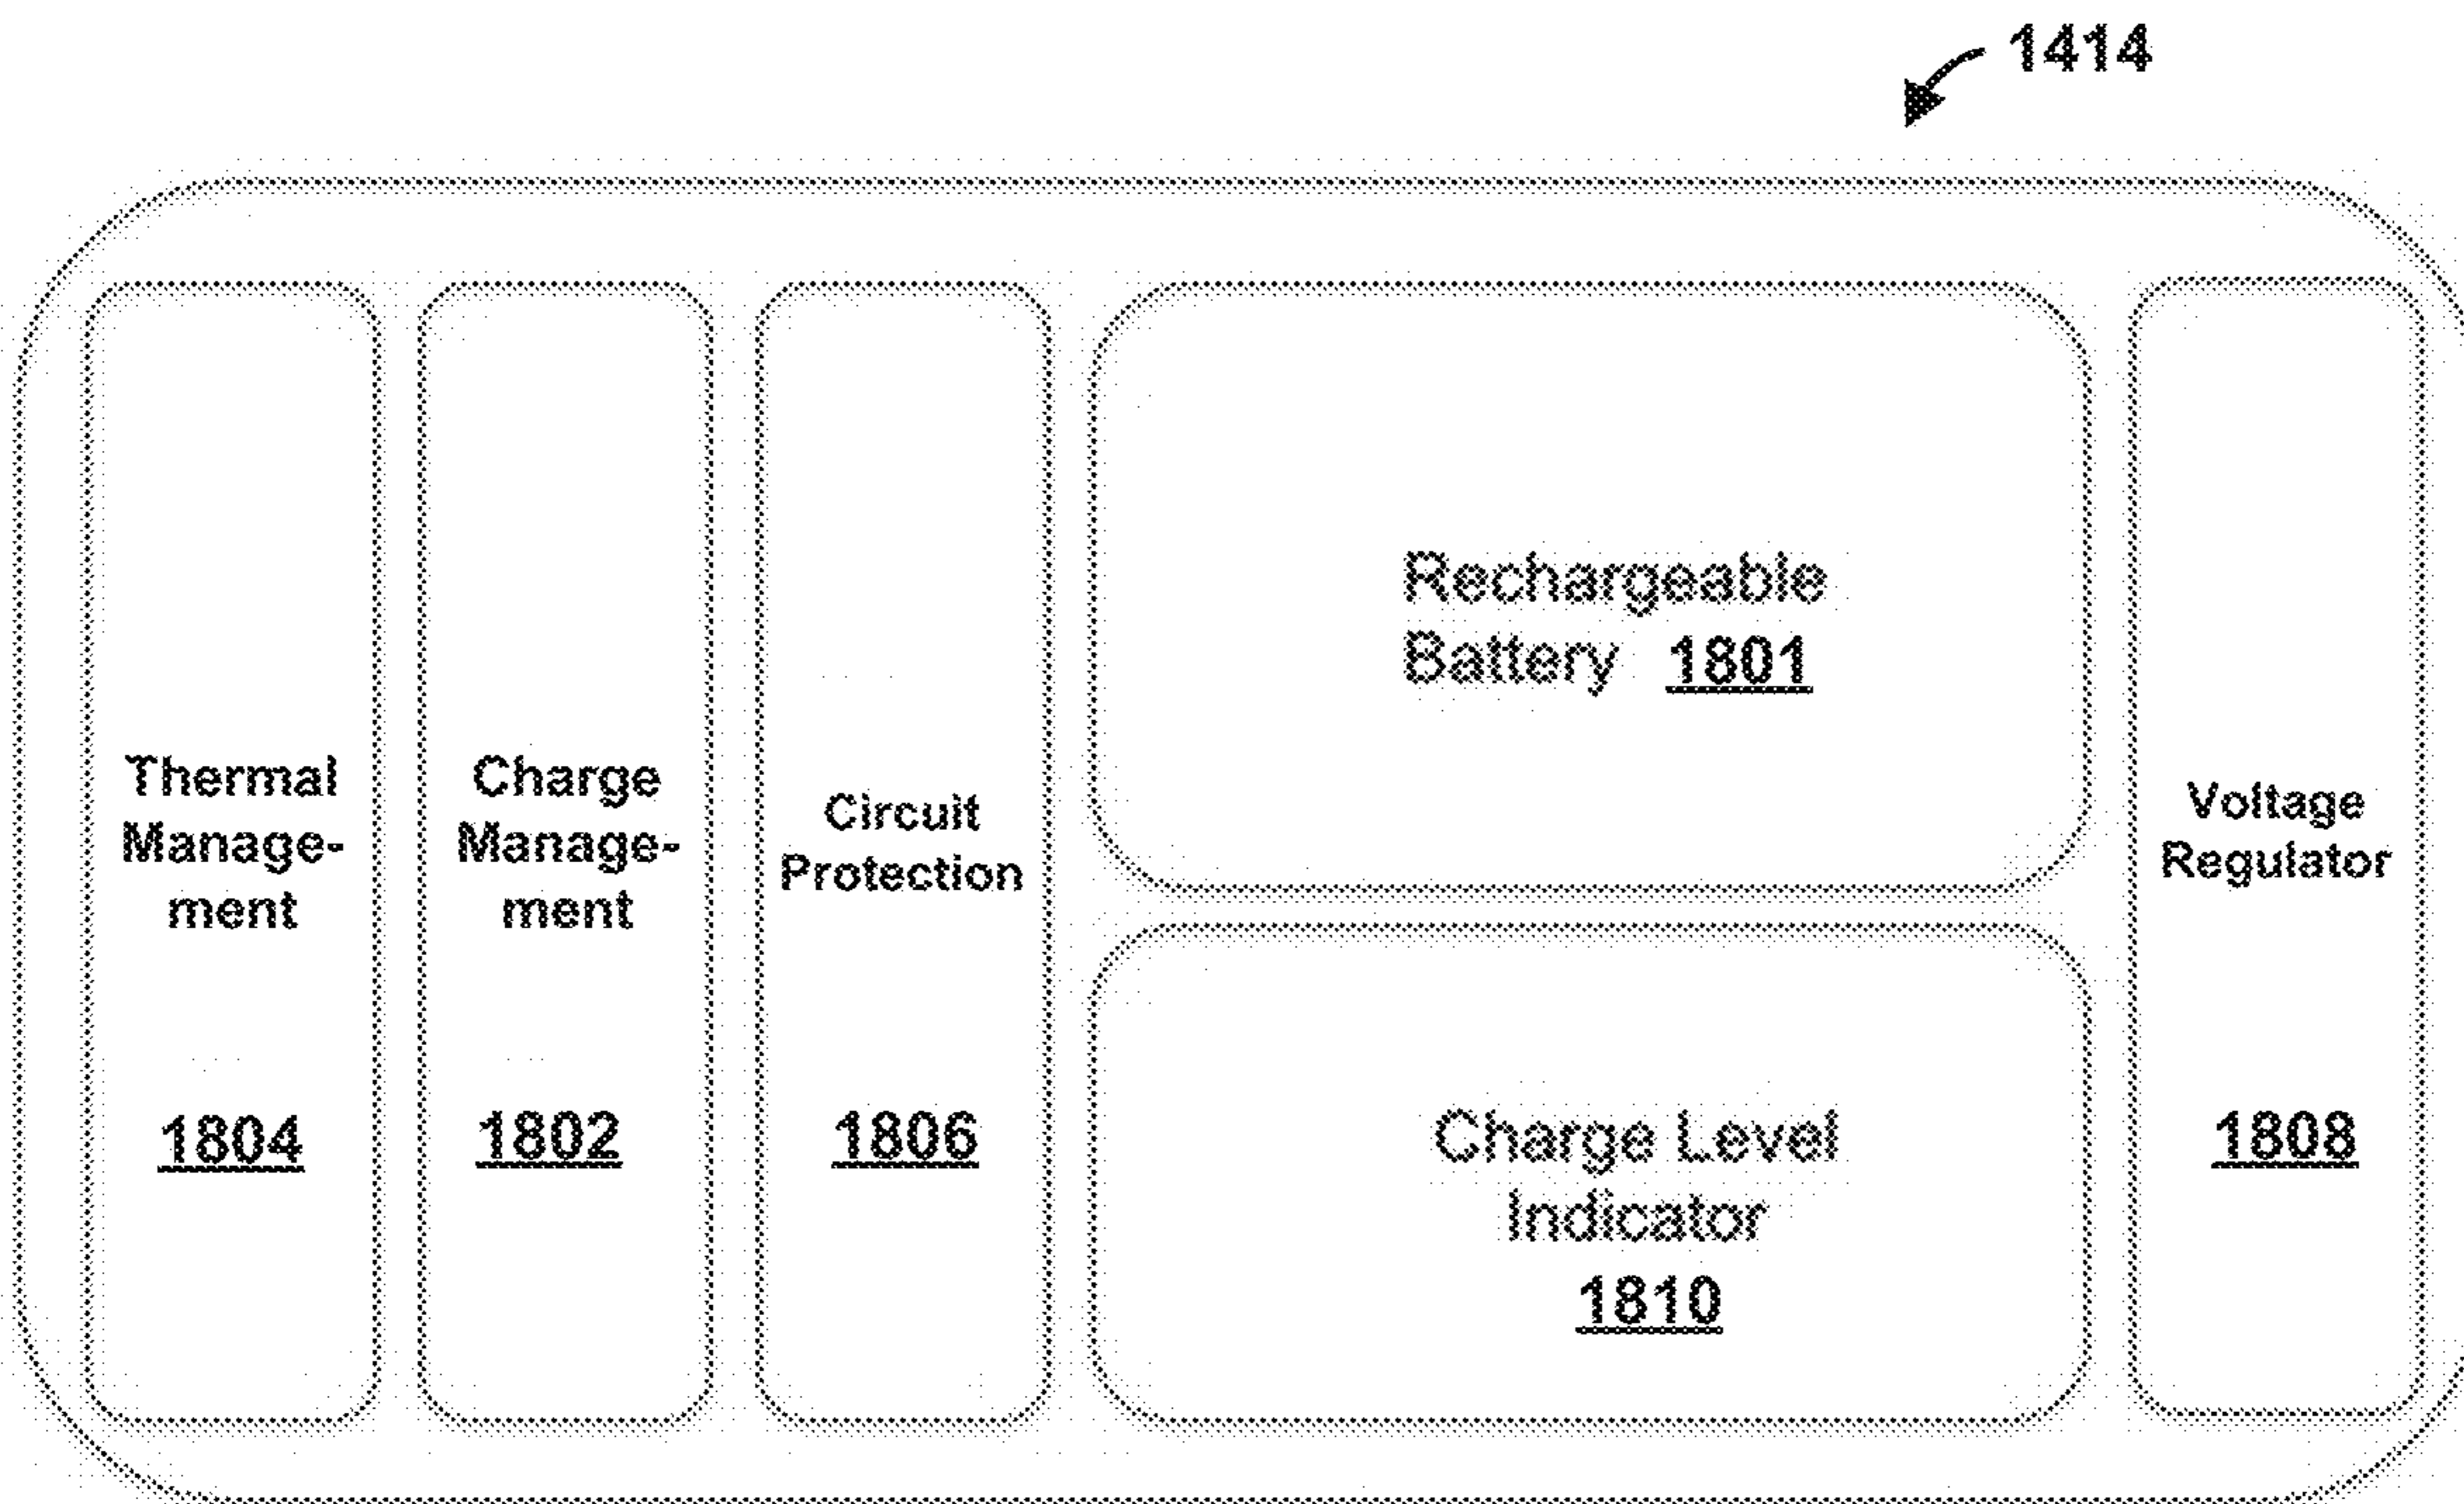 1414
Thermal
Manage-
ment
1804
Charge
Manage-
ment
1802
Circuit
Protection
1806
Rechargeable
Battery 1801
Charge Level
Indicator
1810
Voltage
Regulator
1808